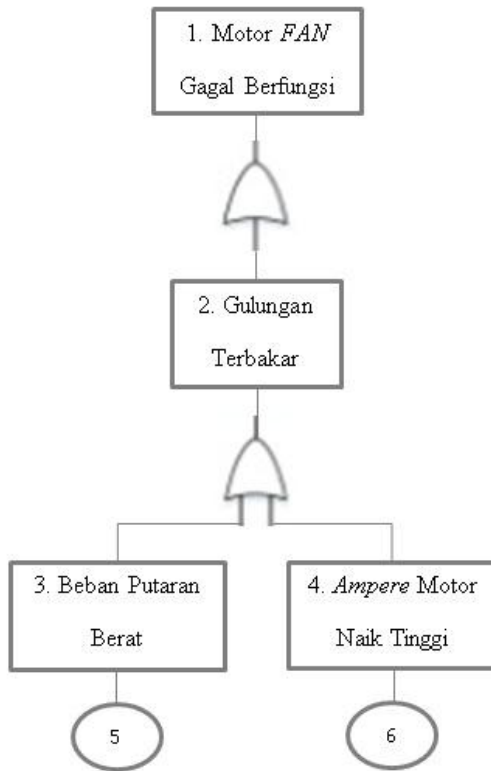 1. Motor FAN
Gagal Berfungsi
2. Gulungan
Terbakar
3. Beban Putaran
Berat
4. Ampere Motor
Naik Tinggi
5
6